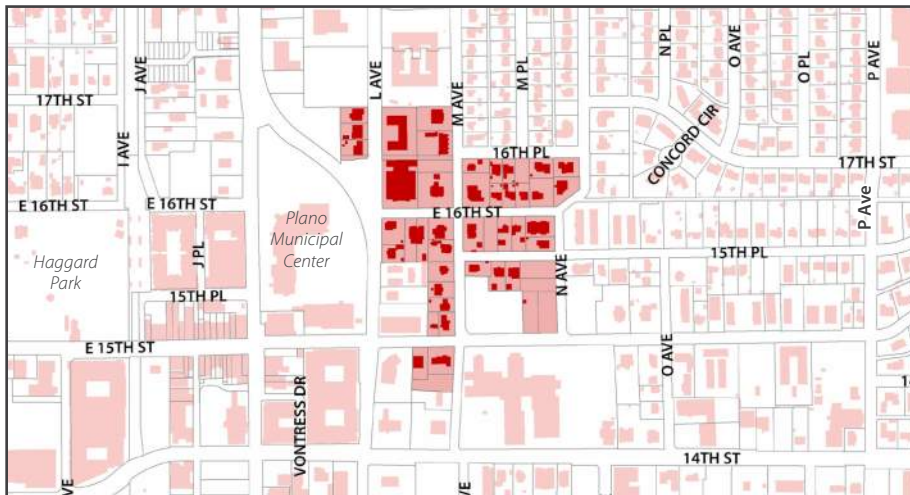 17TH ST
J AVE
I AVE
L AVE
M AVE
M PL
N PL
O AVE
O PL
P AVE
CONCORD CIR
16TH PL
17TH ST
E 16TH ST
E 16TH ST
E 16TH ST
P Ave
Haggard
Park
J PL
Plano
Municipal
Center
15TH PL
15TH PL
N AVE
E 15TH ST
O AVE
VONTRESS DR
14TH ST
VE
VE